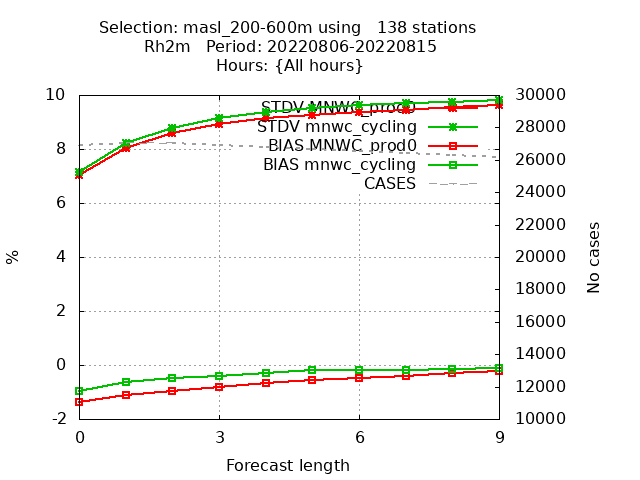 Selection: masl_200-600m using   138 stations
Rh2m   Period: 20220806-20220815
Hours: {All hours}
STDV MNWC_prod0
STDV mnwc_cycling
BIAS MNWC_prod0
BIAS mnwc_cycling
CASES
10
8
6
4
2
0
-2
%
30000
28000
26000
24000
22000
20000
18000
16000
14000
12000
10000
No cases
0 3 6 9
Forecast length